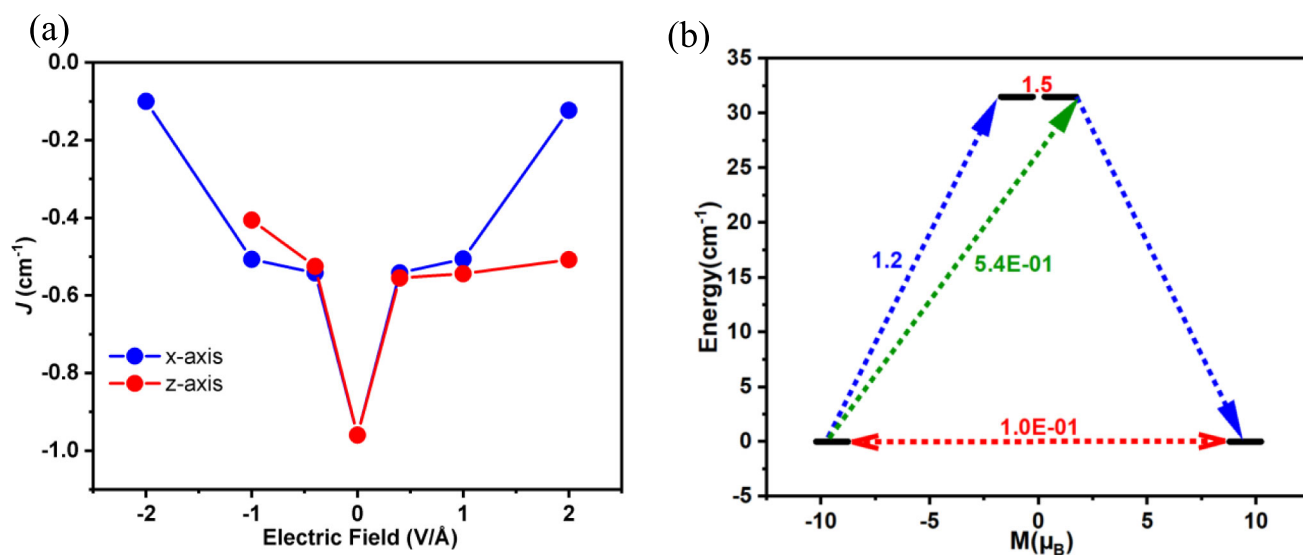 (a)
0.0
-0.2
-0.4
-0.6
-0.8
-1.0
J (cm-1)
x-axis
z-axis
-2
-1
0
1
2
Electric Field (V/Å)
(b)
35
30
25
20
15
10
5
0
-5
Energy(cm-1)
1.5
1.2
5.4E-01
1.0E-01
-10
-5
0
5
10
M(μB)